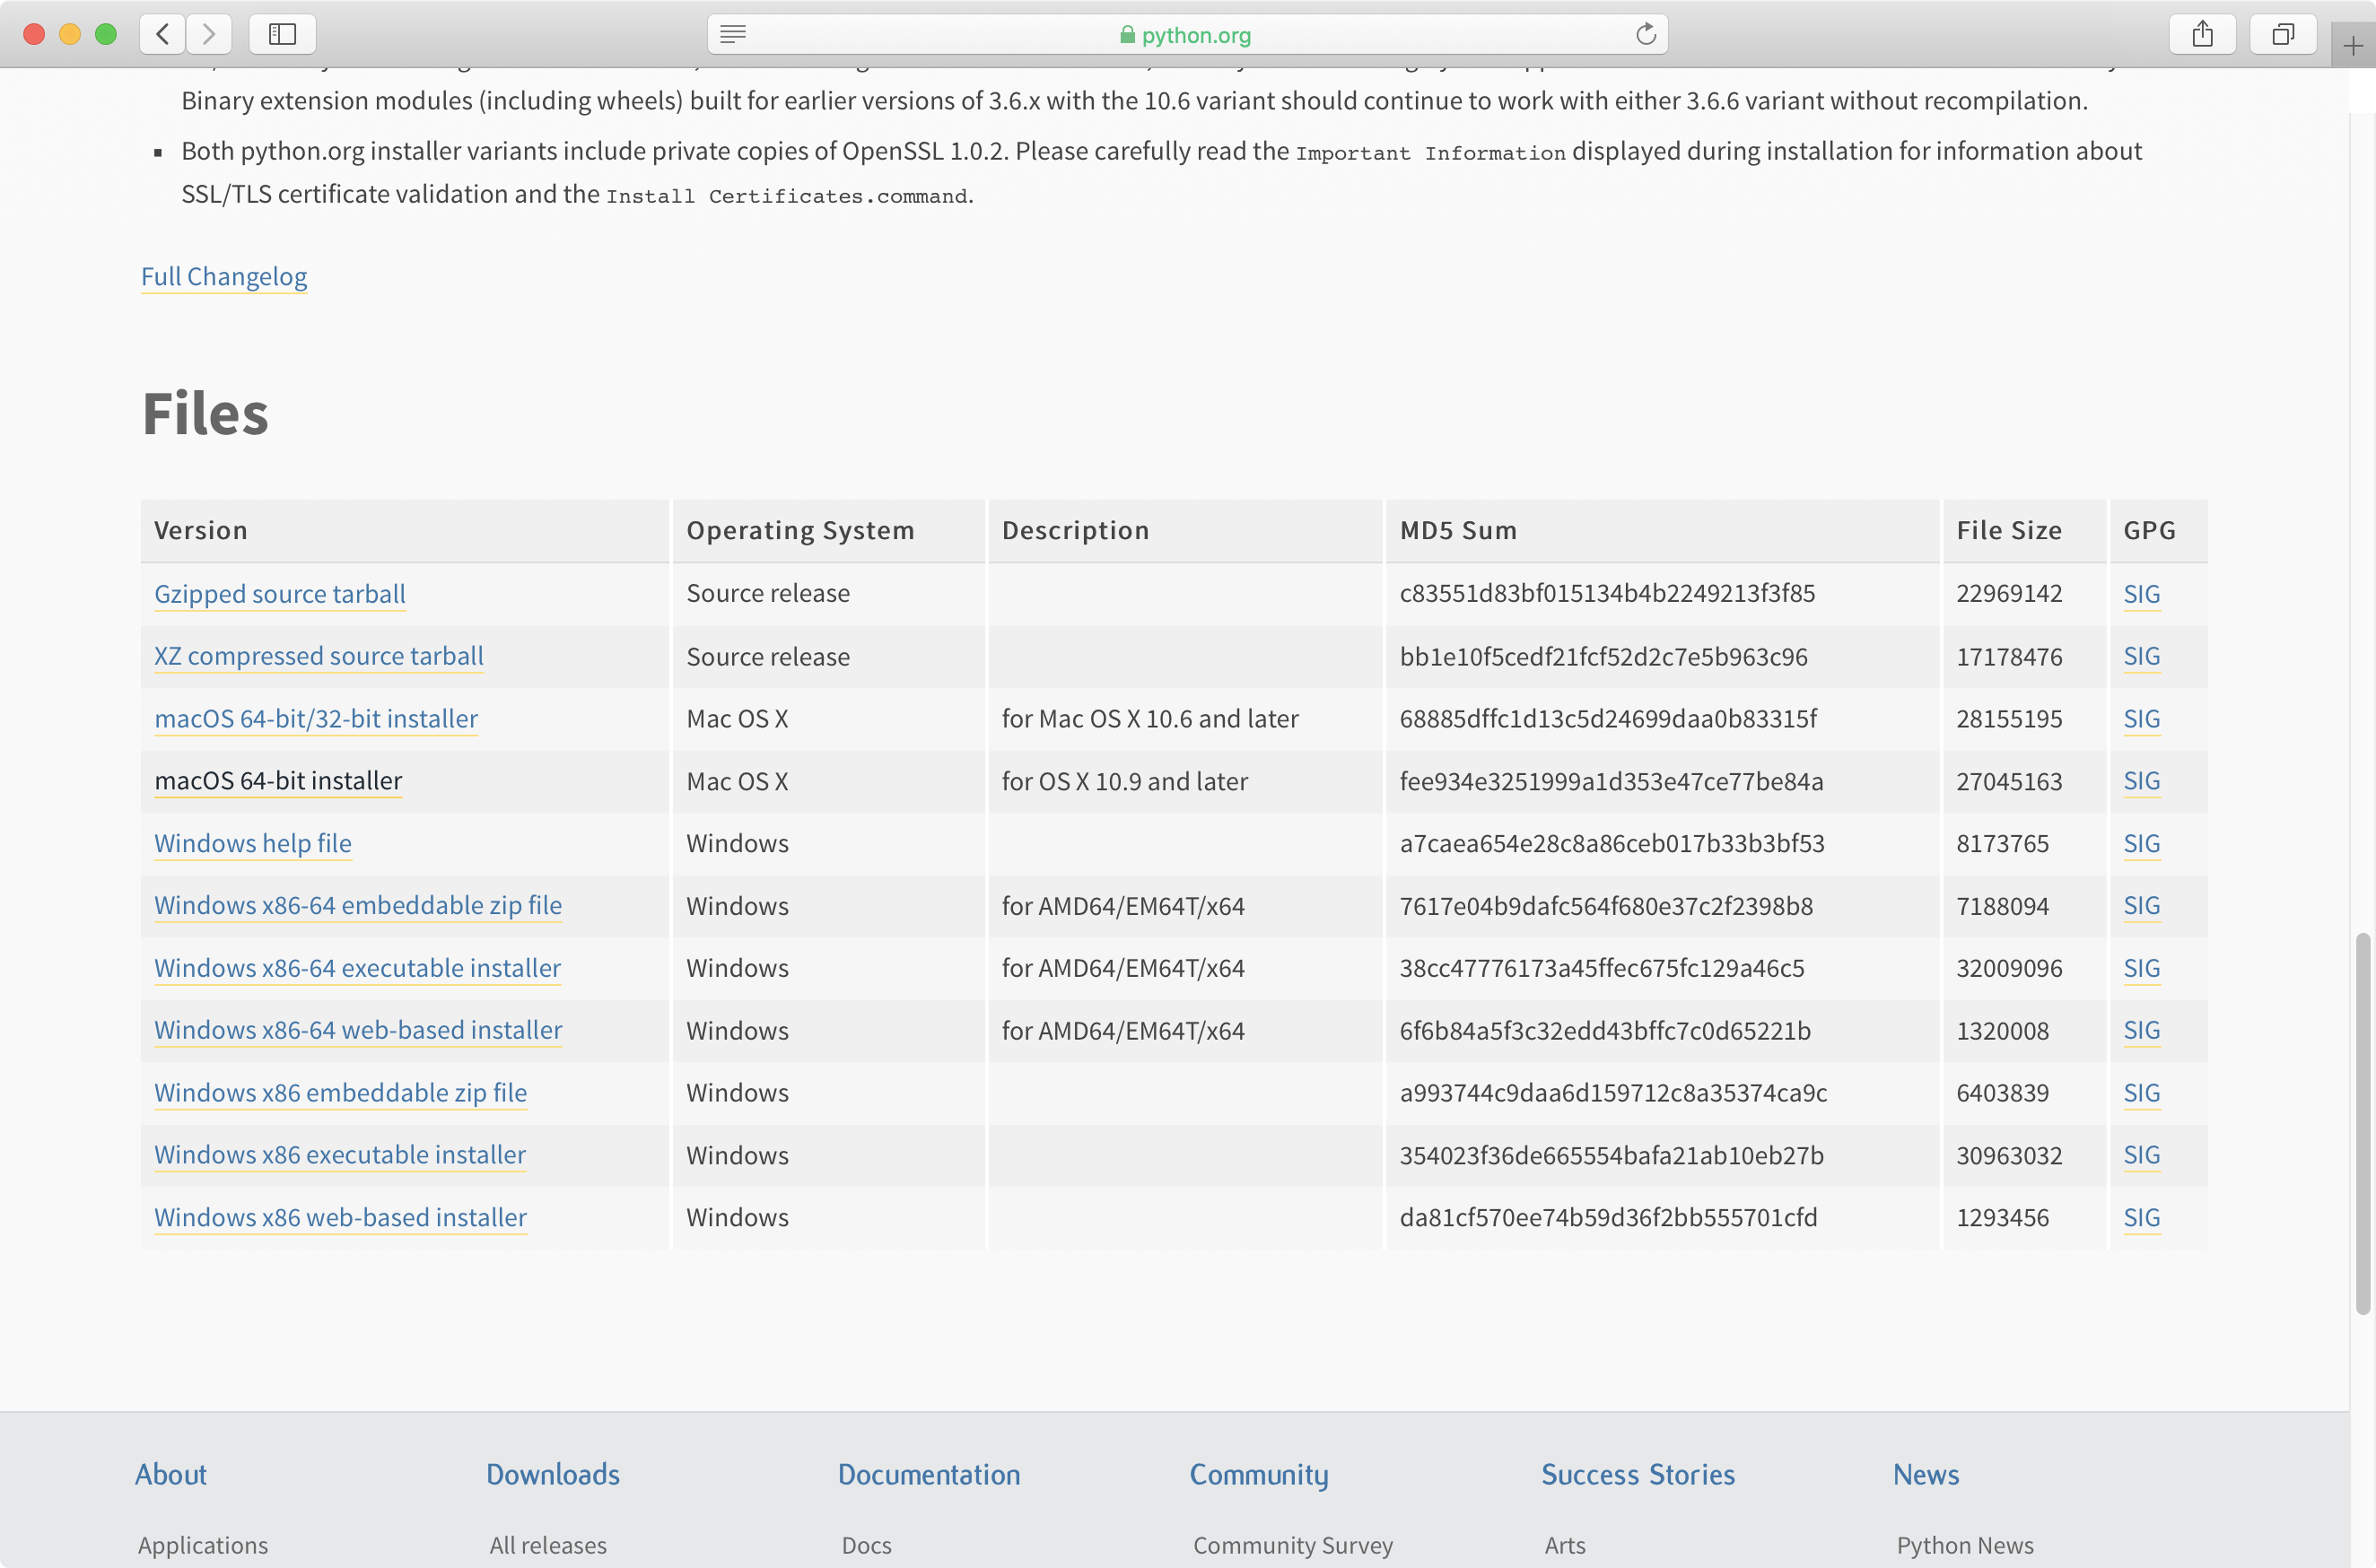 python.org
Binary extension modules (including wheels) built for earlier versions of 3.6.x with the 10.6 variant should continue to work with either 3.6.6 variant without recompilation.
▪ Both python.org installer variants include private copies of OpenSSL 1.0.2. Please carefully read the Important Information displayed during installation for information about
SSL/TLS certificate validation and the Install Certificates.command.
Full Changelog
Files
Version Operating System Description MD5 Sum File Size GPG
Gzipped source tarball Source release c83551d83bf015134b4b2249213f3f85 22969142 SIG
XZ compressed source tarball Source release bb1e10f5cedf21fcf52d2c7e5b963c96 17178476 SIG
macOS 64-bit/32-bit installer Mac OS X for Mac OS X 10.6 and later 68885dffc1d13c5d24699daa0b83315f 28155195 SIG
macOS 64-bit installer Mac OS X for OS X 10.9 and later fee934e3251999a1d353e47ce77be84a 27045163 SIG
Windows help file Windows a7caea654e28c8a86ceb017b33b3bf53 8173765 SIG
Windows x86-64 embeddable zip file Windows for AMD64/EM64T/x64 7617e04b9dafc564f680e37c2f2398b8 7188094 SIG
Windows x86-64 executable installer Windows for AMD64/EM64T/x64 38cc47776173a45ffec675fc129a46c5 32009096 SIG
Windows x86-64 web-based installer Windows for AMD64/EM64T/x64 6f6b84a5f3c32edd43bffc7c0d65221b 1320008 SIG
Windows x86 embeddable zip file Windows a993744c9daa6d159712c8a35374ca9c 6403839 SIG
Windows x86 executable installer Windows 354023f36de665554bafa21ab10eb27b 30963032 SIG
Windows x86 web-based installer Windows da81cf570ee74b59d36f2bb555701cfd 1293456 SIG
About Downloads Documentation Community Success Stories News
Applications All releases Docs Community Survey Arts Python News